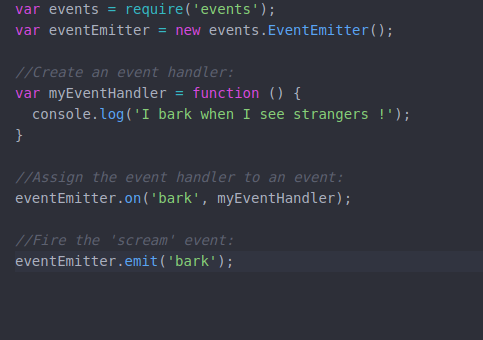 var events = require('events');
var eventEmitter = new events.EventEmitter();
//Create an event handler:
var myEventHandler = function () {
  console.log('I bark when I see strangers !');
}
//Assign the event handler to an event:
eventEmitter.on('bark', myEventHandler);
//Fire the 'scream' event:
eventEmitter.emit('bark');